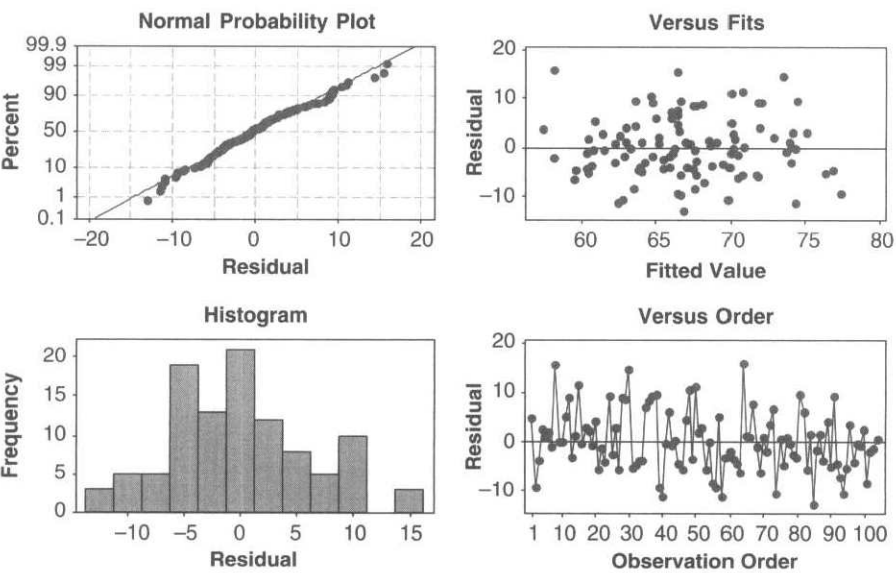 Normal Probability Plot
99.9
99
90
50
10
1
0.1
Percent
−20 −10 0 10 20
Residual
Versus Fits
20
10
0
−10
Residual
60 65 70 75 80
Fitted Value
Histogram
20
15
10
5
0
Frequency
−10 −5 0 5 10 15
Residual
Versus Order
20
10
0
−10
Residual
1 10 20 30 40 50 60 70 80 90 100
Observation Order